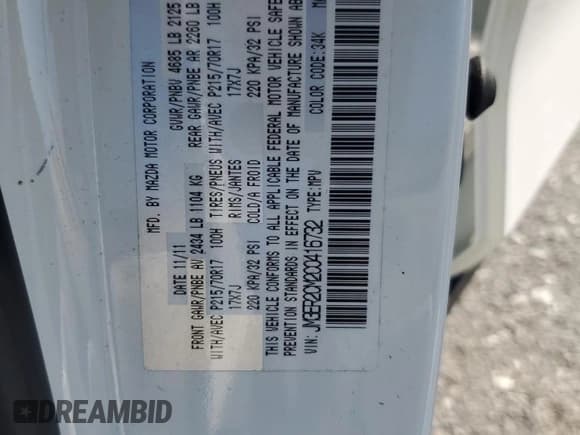 MFD. BY MAZDA MOTOR CORPORATION
DATE 11/11 GVWR/PNBV 4685 LB 2125
FRONT GAWR/PNBE AV 2434 LB 1104 KG REAR GAWR/PNBE AR 2260 LB
WITH/AVEC P215/70R17 100H TIRES/PNEUS WITH/AVEC P215/70R17 100H
17X7J RIMS/JANTES 17X7J
220 KPA/32 PSI COLD/A FROID 220 KPA/32 PSI
THIS VEHICLE CONFORMS TO ALL APPLICABLE FEDERAL MOTOR VEHICLE SAFE
STANDARDS IN EFFECT ON THE DATE OF MANUFACTURE SHOWN AB
VIN: JM3ER2CM2C0416732 TYPE: MPV COLOR CODE: 34K MA
DREAMBID